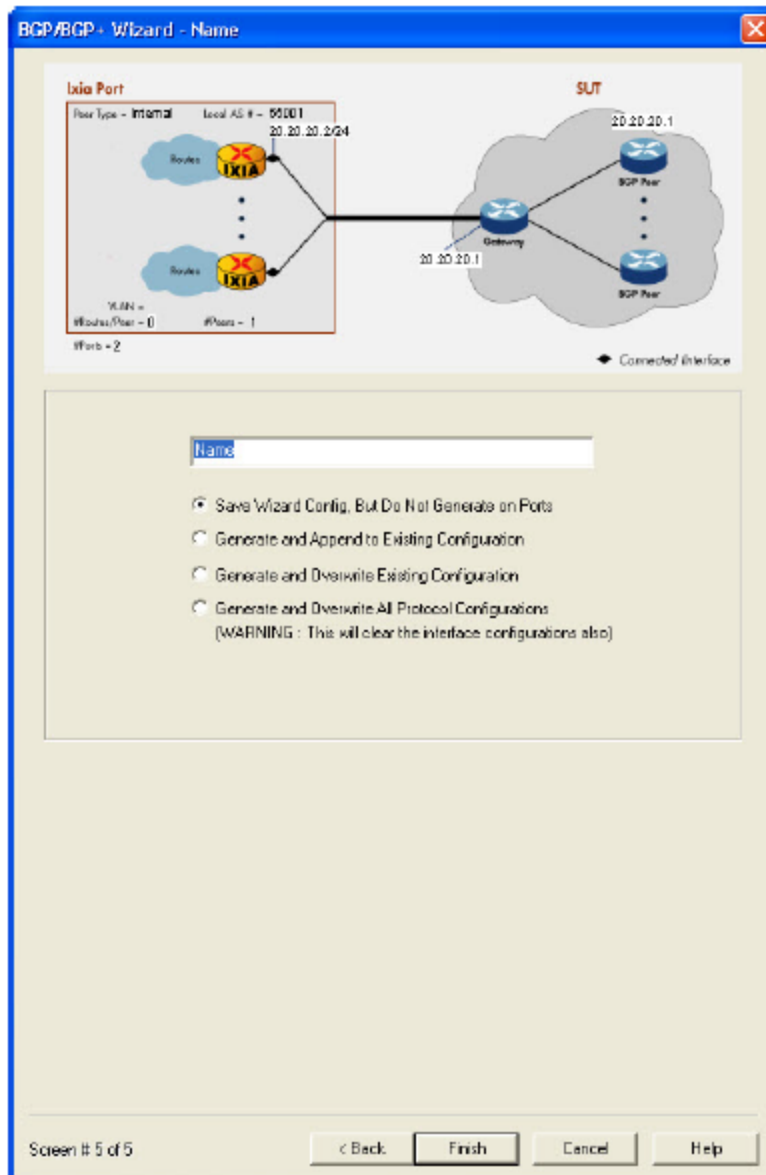 BGP/BGP+ Wizard - Name
Ixia Port
SUT
Peer Type - Internal
Local AS # -
20.20.20.2/24
20.20.20.1
Routes
IXIA
BGP Peer
Gateway
20.20.20.1
Routes
IXIA
BGP Peer
VLAN =
#Routes/Peer - 0
#Peers - 1
#Ports = 2
Connected Interface
Name
Save Wizard Config, But Do Not Generate on Ports
Generate and Append to Existing Configuration
Generate and Overwrite Existing Configuration
Generate and Overwrite All Protocol Configurations
(WARNING : This will clear the interface configurations also)
Screen # 5 of 5
< Back
Finish
Cancel
Help